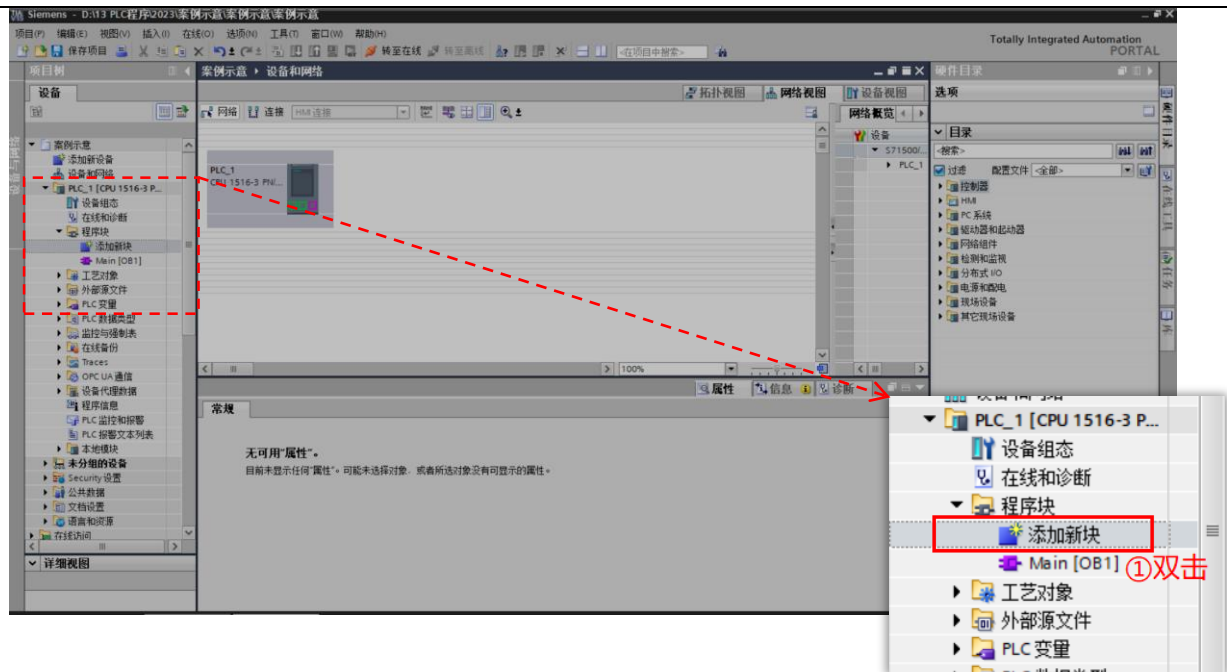 Siemens - D:\13 PLC程序\2023\案例示意\案例示意\案例示意
项目(P) 编辑(E) 视图(V) 插入(I) 在线(O) 选项(N) 工具(T) 窗口(W) 帮助(H)
Totally Integrated Automation
PORTAL
保存项目 转至在线 转至离线 <在项目中搜索>
项目树
案例示意 ▸ 设备和网络
硬件目录
设备
拓扑视图 网络视图 设备视图
选项
网络 连接 HMI 连接
网络概览
设备
S71500/...
PLC_1
PLC_1
CPU 1516-3 PN/...
目录
<搜索>
过滤 配置文件 <全部>
控制器
HMI
PC 系统
驱动器和起动器
网络组件
检测和监视
分布式 I/O
电源和配电
现场设备
其它现场设备
案例示意
添加新设备
设备和网络
PLC_1 [CPU 1516-3 P...
设备组态
在线和诊断
程序块
添加新块
Main [OB1]
工艺对象
外部源文件
PLC 变量
PLC 数据类型
监控与强制表
在线备份
Traces
OPC UA 通信
设备代理数据
程序信息
PLC 监控和报警
PLC 报警文本列表
本地模块
未分组的设备
Security 设置
公共数据
文档设置
语言和资源
在线访问
详细视图
100%
属性 信息 诊断
常规
无可用"属性"。
目前未显示任何"属性"。可能未选择对象，或者所选对象没有可显示的属性。
设备和网络
PLC_1 [CPU 1516-3 P...
设备组态
在线和诊断
程序块
添加新块
Main [OB1]
①双击
工艺对象
外部源文件
PLC 变量
PLC 数据类型